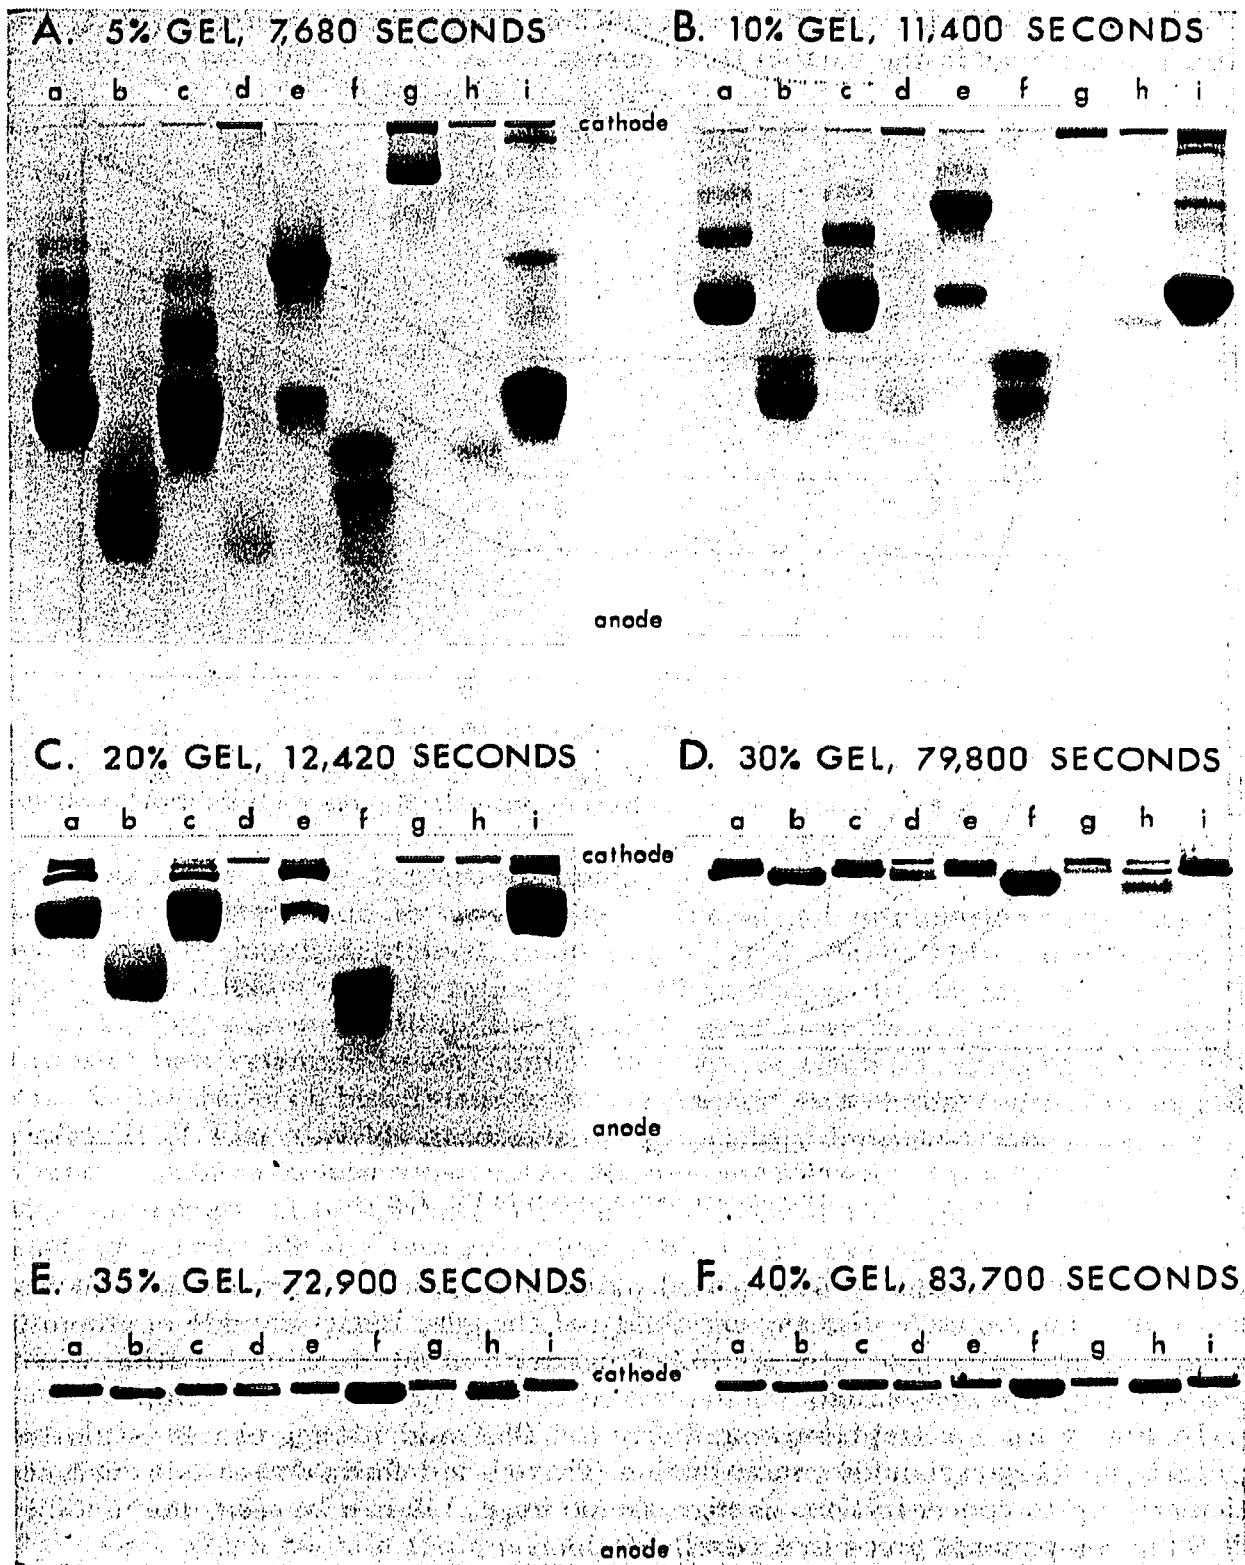 A. 5% GEL, 7,680 SECONDS
a b c d e f g h i
cathode
anode
B. 10% GEL, 11,400 SECONDS
a b c d e f g h i
C. 20% GEL, 12,420 SECONDS
a b c d e f g h i
cathode
anode
D. 30% GEL, 79,800 SECONDS
a b c d e f g h i
E. 35% GEL, 72,900 SECONDS
a b c d e f g h i
cathode
anode
F. 40% GEL, 83,700 SECONDS
a b c d e f g h i